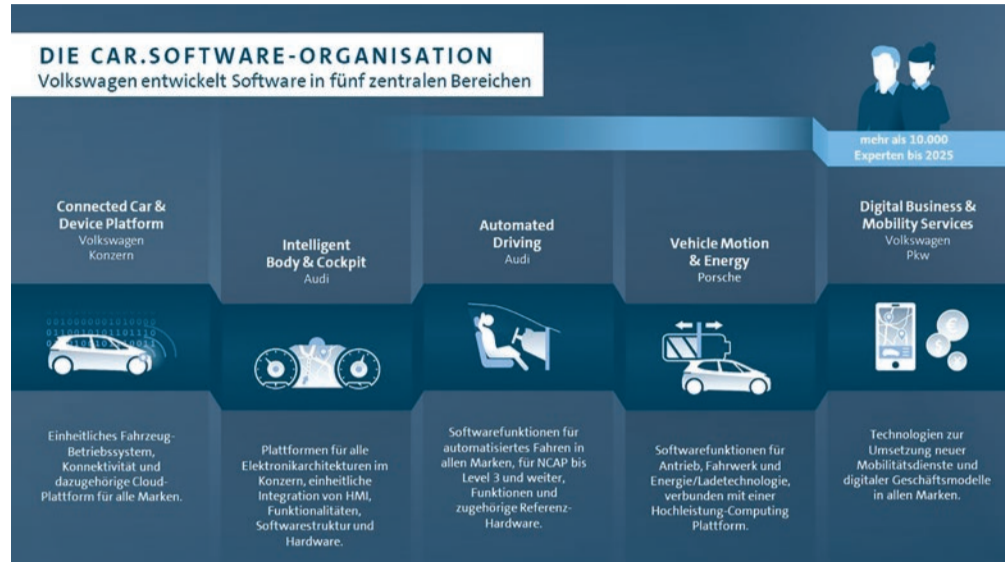 DIE CAR.SOFTWARE-ORGANISATION
Volkswagen entwickelt Software in fünf zentralen Bereichen
mehr als 10.000
Experten bis 2025
Connected Car &
Device Platform
Volkswagen
Konzern
Intelligent
Body & Cockpit
Audi
Automated
Driving
Audi
Vehicle Motion
& Energy
Porsche
Digital Business &
Mobility Services
Volkswagen
Pkw
Einheitliches Fahrzeug-
Betriebssystem,
Konnektivität und
dazugehörige Cloud-
Plattform für alle Marken.
Plattformen für alle
Elektronikarchitekturen im
Konzern, einheitliche
Integration von HMI,
Funktionalitäten,
Softwarestruktur und
Hardware.
Softwarefunktionen für
automatisiertes Fahren in
allen Marken, für NCAP bis
Level 3 und weiter,
Funktionen und
zugehörige Referenz-
Hardware.
Softwarefunktionen für
Antrieb, Fahrwerk und
Energie/Ladetechnologie,
verbunden mit einer
Hochleistung-Computing
Plattform.
Technologien zur
Umsetzung neuer
Mobilitätsdienste und
digitaler Geschäftsmodelle
in allen Marken.